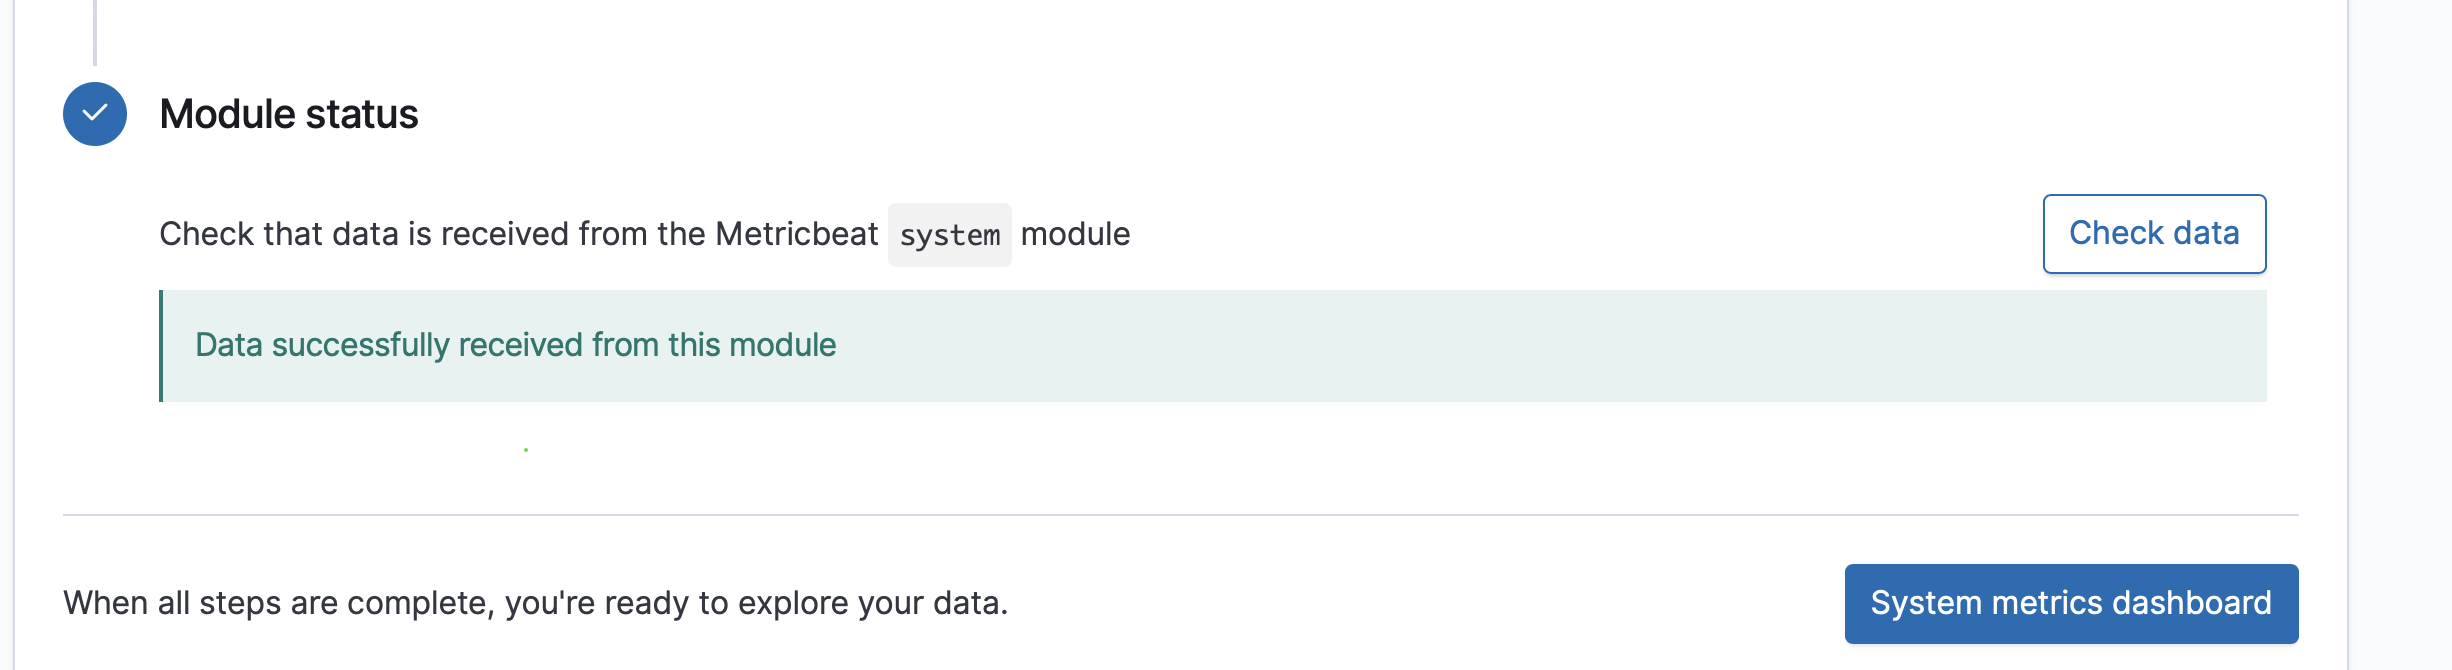 Module status
Check that data is received from the Metricbeat system module
Check data
Data successfully received from this module
When all steps are complete, you're ready to explore your data.
System metrics dashboard